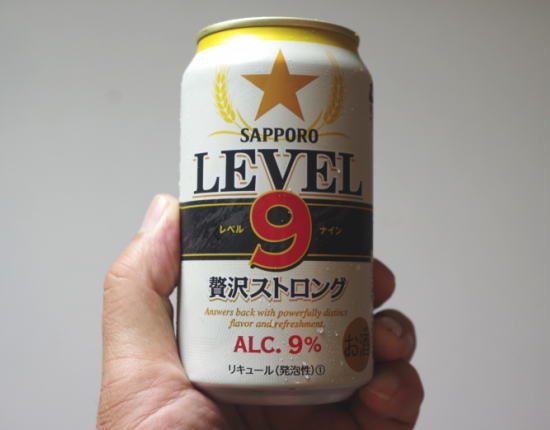 SAPPORO
LEVEL
レベル 9 ナイン
贅沢ストロング
Answers back with powerfully distinct
flavor and refreshment.
ALC. 9%
お酒
リキュール(発泡性)①